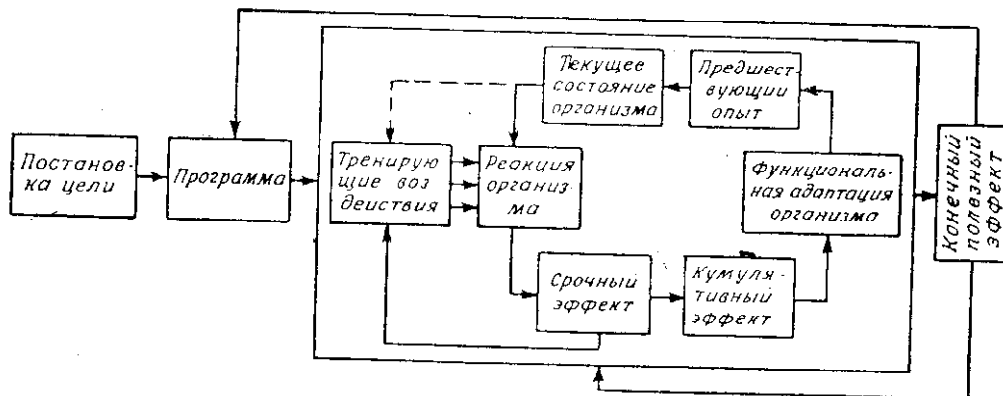 Постанов-
ка цели
Программа
Тренирую
щие воз
действия
Реакция
организ-
ма
Текущее
состояние
организма
Предшест-
вующий
опыт
Функциональ-
ная адаптация
организма
Срочный
эффект
Кумуля-
тивный
эффект
Конечный
полезный
эффект